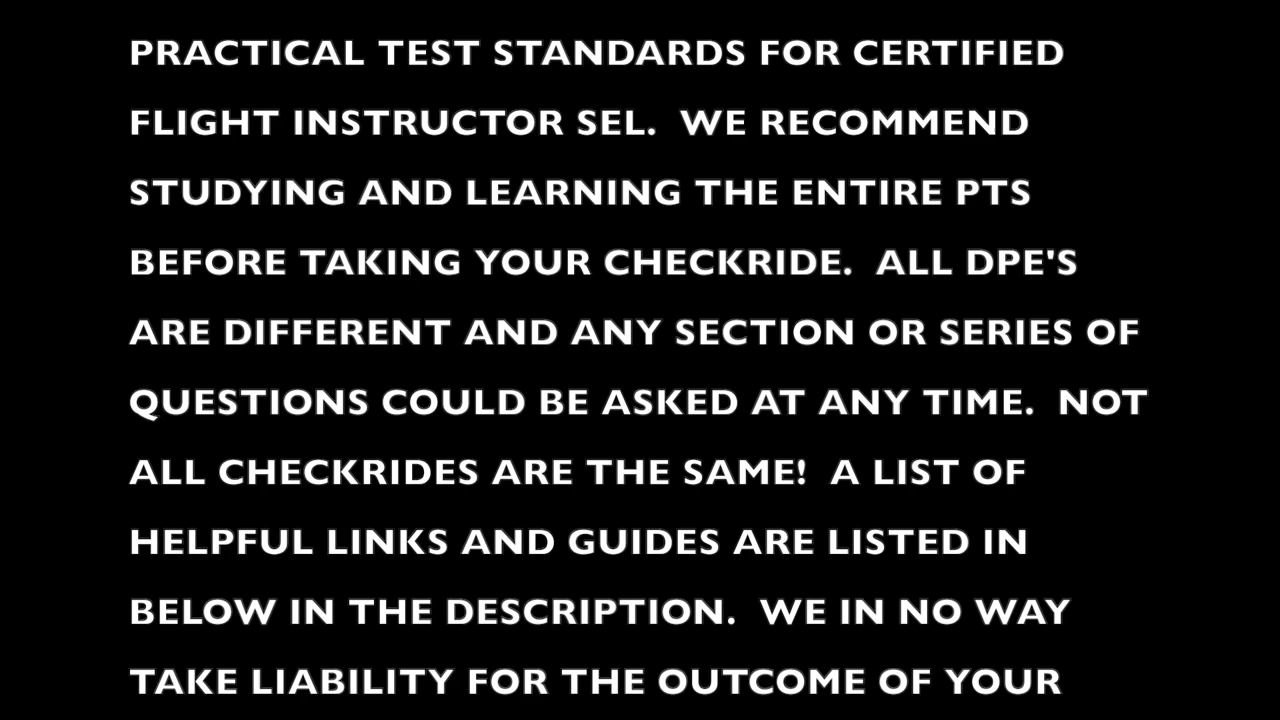 PRACTICAL TEST STANDARDS FOR CERTIFIED
FLIGHT INSTRUCTOR SEL.  WE RECOMMEND
STUDYING AND LEARNING THE ENTIRE PTS
BEFORE TAKING YOUR CHECKRIDE.  ALL DPE'S
ARE DIFFERENT AND ANY SECTION OR SERIES OF
QUESTIONS COULD BE ASKED AT ANY TIME.  NOT
ALL CHECKRIDES ARE THE SAME!  A LIST OF
HELPFUL LINKS AND GUIDES ARE LISTED IN
BELOW IN THE DESCRIPTION.  WE IN NO WAY
TAKE LIABILITY FOR THE OUTCOME OF YOUR